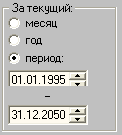 За текущий:
месяц
год
период:
01.01.1995
–
31.12.2050